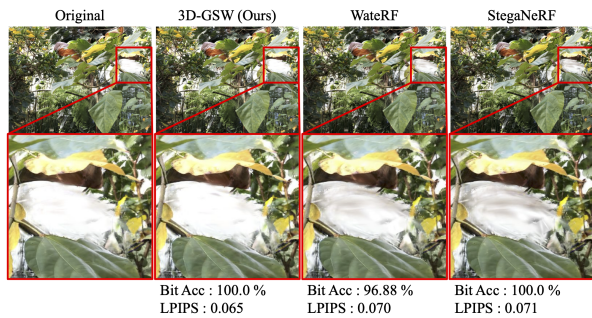 Original
3D-GSW (Ours)
WateRF
StegaNeRF
Bit Acc : 100.0 %
LPIPS : 0.065
Bit Acc : 96.88 %
LPIPS : 0.070
Bit Acc : 100.0 %
LPIPS : 0.071